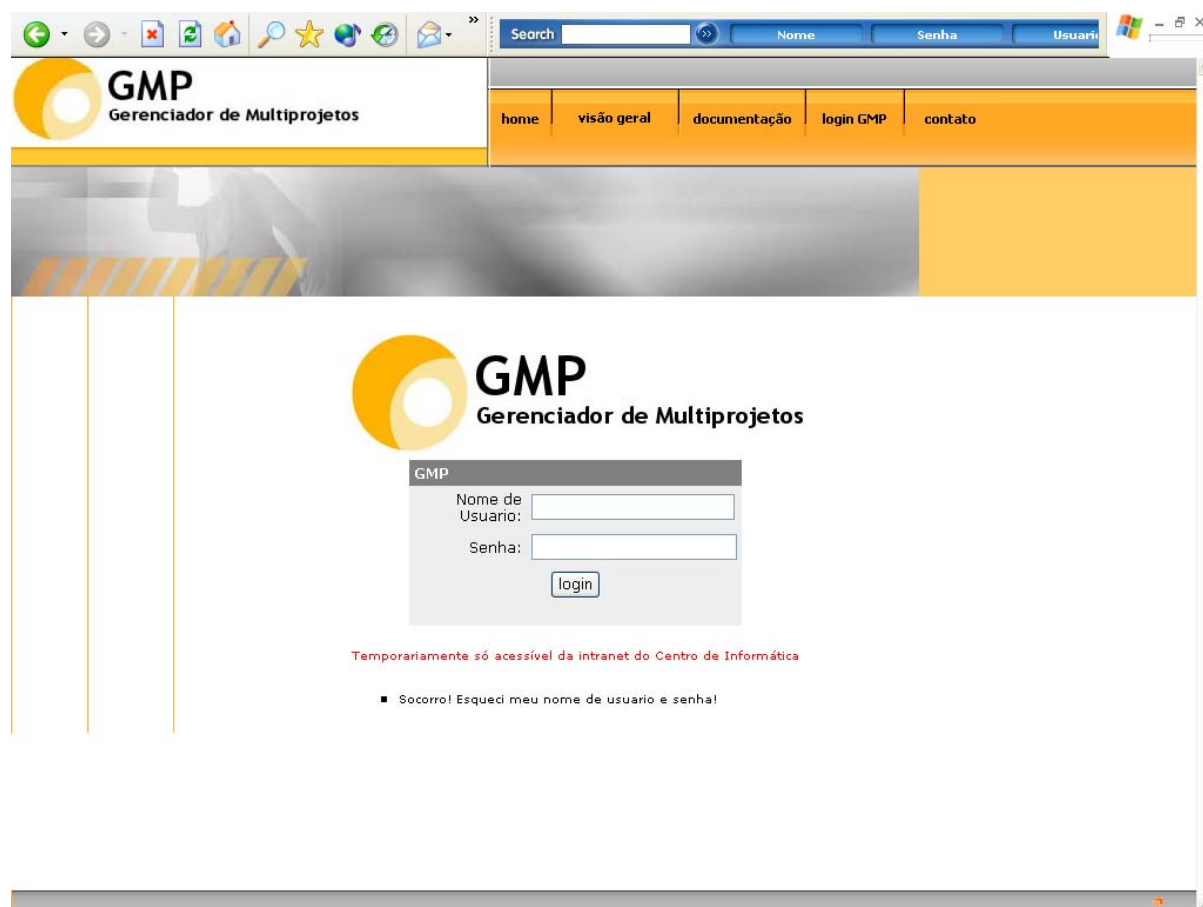 »
Search
Nome
Senha
GMP
Gerenciador de Multiprojetos
home
visão geral
documentação
login GMP
contato
GMP
Gerenciador de Multiprojetos
GMP
Nome de
Usuario:
Senha:
login
Temporariamente só acessível da intranet do Centro de Informática
Socorro! Esqueci meu nome de usuario e senha!